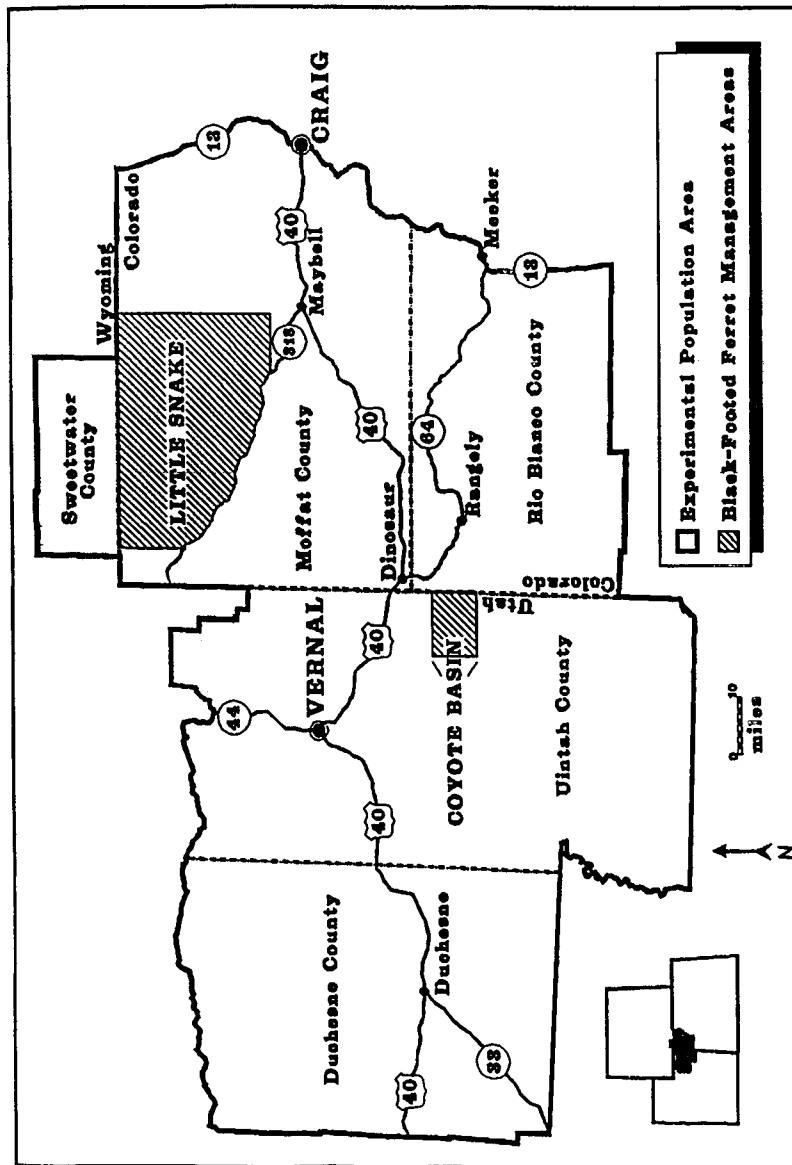 Sweetwater
County
Wyoming
Colorado
13
LITTLE SNAKE
318
40
CRAIG
Maybell
Moffat County
40
44
VERNAL
40
Dinosaur
64
Meeker
13
Rangely
Rio Blanco County
Colorado
Utah
COYOTE BASIN
Uintah County
40
Duchesne County
Duchesne
40
33
N
0 10
miles
Experimental Population Area
Black-Footed Ferret Management Areas